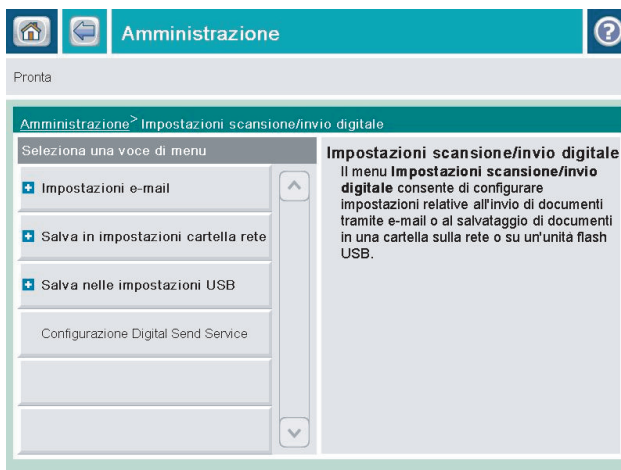 Amministrazione
?
Pronta
Amministrazione> Impostazioni scansione/invio digitale
Seleziona una voce di menu
Impostazioni e-mail
Salva in impostazioni cartella rete
Salva nelle impostazioni USB
Configurazione Digital Send Service
Impostazioni scansione/invio digitale
Il menu Impostazioni scansione/invio
digitale consente di configurare
impostazioni relative all'invio di documenti
tramite e-mail o al salvataggio di documenti
in una cartella sulla rete o su un'unità flash
USB.